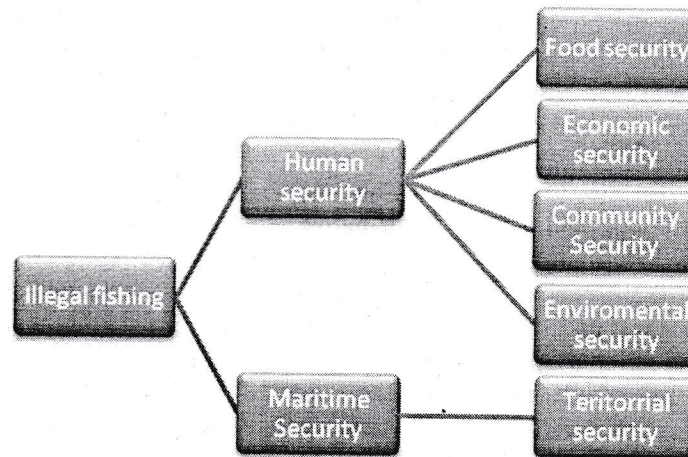 Illegal fishing
Human
security
Maritime
Security
Food security
Economic
security
Community
Security
Enviromental
security
Teritorrial
security